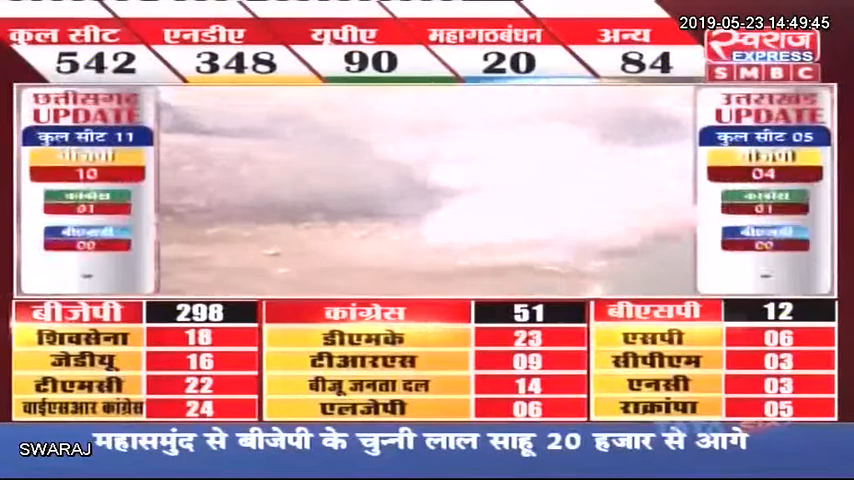 2019-05-23 14:49:45
कुल सीट एनडीए यूपीए महागठबंधन अन्य
542 348 90 20 84
स्वराज
EXPRESS
SMBC
छत्तीसगढ़
UPDATE
कुल सीट 11
बीजेपी
10
कांग्रेस
01
बीएसपी
00
उत्तराखंड
UPDATE
कुल सीट 05
बीजेपी
04
कांग्रेस
01
बीएसपी
00
बीजेपी 298 कांग्रेस 51 बीएसपी 12
शिवसेना 18 डीएमके 23 एसपी 06
जेडीयू 16 टीआरएस 09 सीपीएम 03
टीएमसी 22 बीजू जनता दल 14 एनसी 03
वाईएसआर कांग्रेस 24 एलजेपी 06 राक्रांपा 05
महासमुंद से बीजेपी के चुन्नी लाल साहू 20 हजार से आगे
SWARAJ